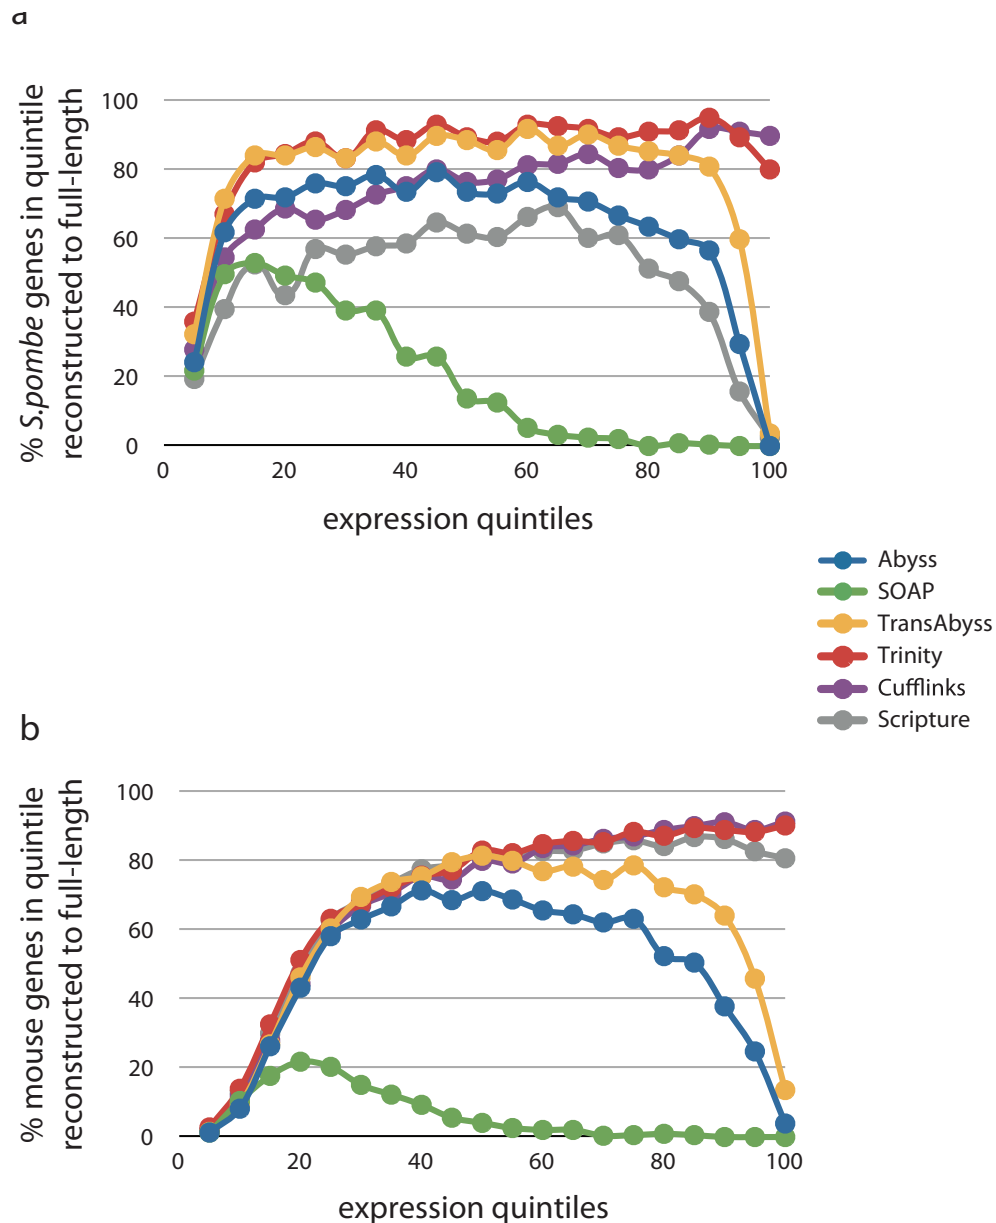 a
% S.pombe genes in quintile
reconstructed to full-length
100
80
60
40
20
0
0 20 40 60 80 100
expression quintiles
Abyss
SOAP
TransAbyss
Trinity
Cufflinks
Scripture
b
% mouse genes in quintile
reconstructed to full-length
100
80
60
40
20
0
0 20 40 60 80 100
expression quintiles